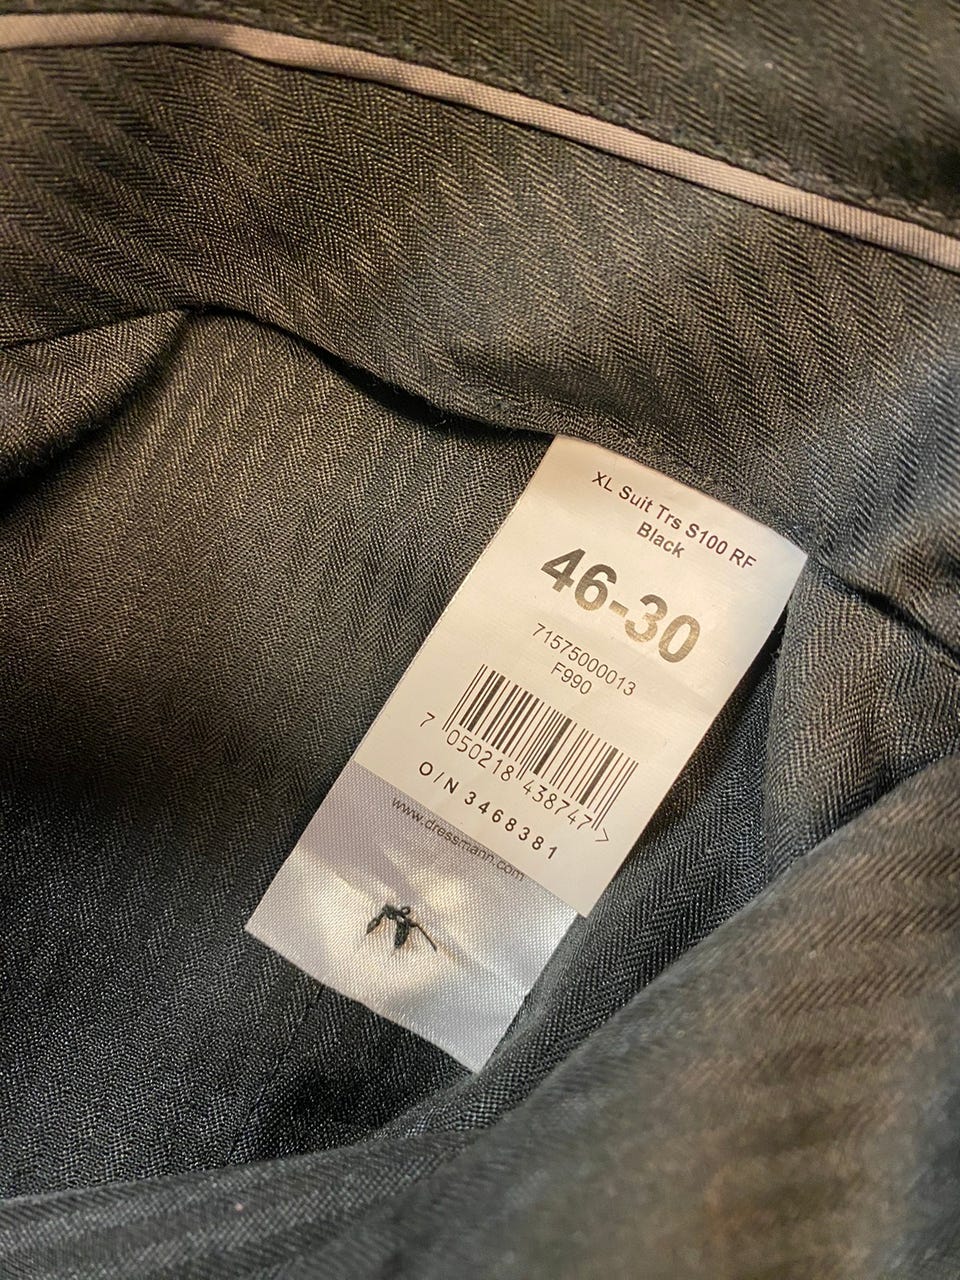 XL Suit Trs S100 RF
Black
46-30
71575000013
F990
7 050218 438747 >
O/N 3468381
www.dressmann.com